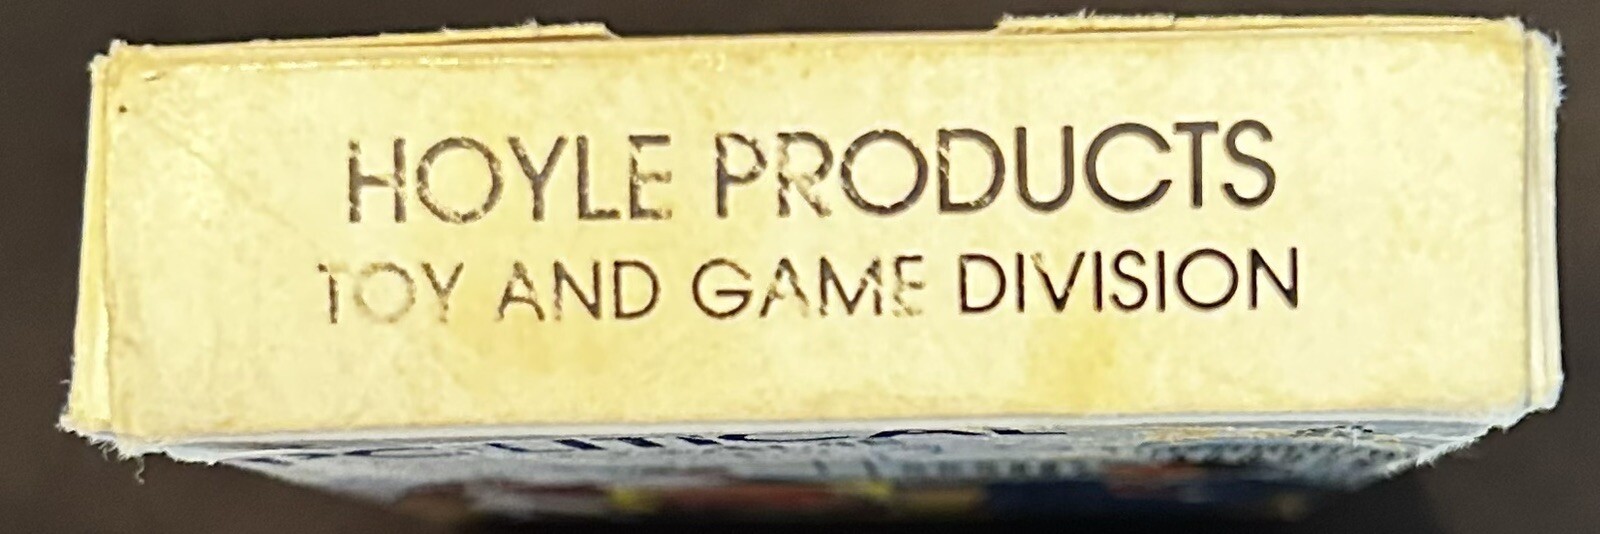 HOYLE PRODUCTS
TOY AND GAME DIVISION